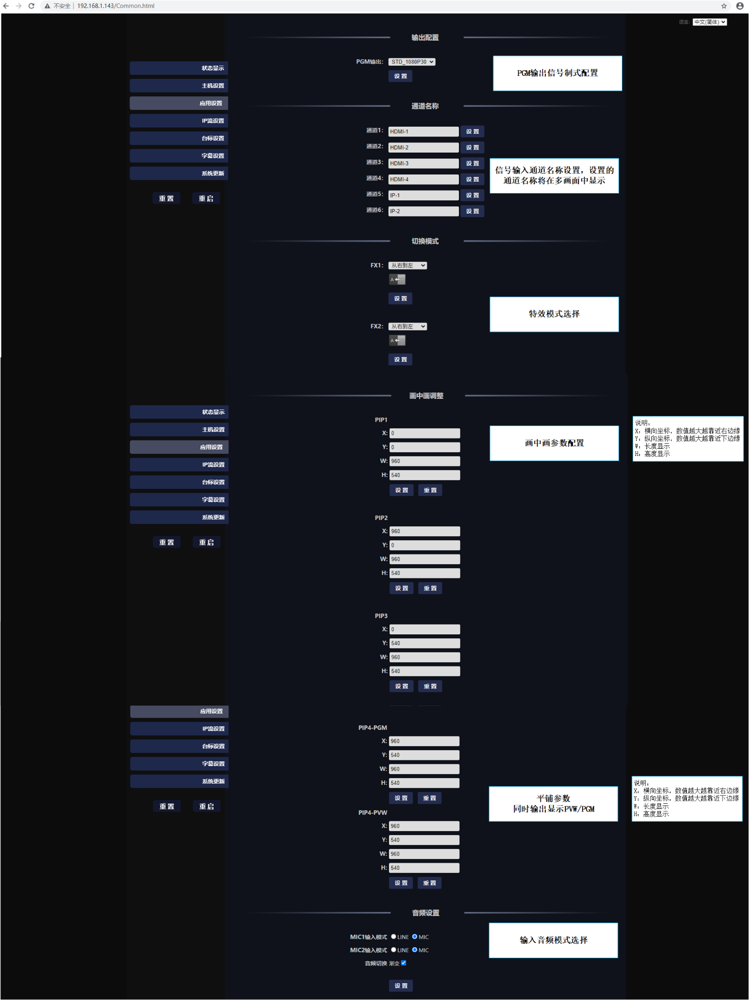 不安全 192.168.1.143/Common.html
语言: 中文(简体)
输出配置
PGM输出: STD_1080P30
设 置
PGM输出信号制式配置
状态显示
主机设置
应用设置
IP流设置
台标设置
字幕设置
系统更新
重 置 重 启
通道名称
通道1: HDMI-1 设 置
通道2: HDMI-2 设 置
通道3: HDMI-3 设 置
通道4: HDMI-4 设 置
通道5: IP-1 设 置
通道6: IP-2 设 置
信号输入通道名称设置，设置的
通道名称将在多画面中显示
切换模式
FX1: 从右到左
A
设 置
FX2: 从右到左
A
设 置
特效模式选择
画中画调整
状态显示
主机设置
应用设置
IP流设置
台标设置
字幕设置
系统更新
重 置 重 启
PIP1
X: 0
Y: 0
W: 960
H: 540
设 置 重 置
画中画参数配置
说明：
X：横向坐标，数值越大越靠近右边缘
Y：纵向坐标，数值越大越靠近下边缘
W：长度显示
H：高度显示
PIP2
X: 960
Y: 0
W: 960
H: 540
设 置 重 置
PIP3
X: 0
Y: 540
W: 960
H: 540
设 置 重 置
应用设置
IP流设置
台标设置
字幕设置
系统更新
重 置 重 启
PIP4-PGM
X: 960
Y: 540
W: 960
H: 540
设 置 重 置
PIP4-PVW
X: 960
Y: 540
W: 960
H: 540
设 置 重 置
平铺参数
同时输出显示PVW/PGM
说明：
X：横向坐标，数值越大越靠近右边缘
Y：纵向坐标，数值越大越靠近下边缘
W：长度显示
H：高度显示
音频设置
MIC1输入模式 LINE MIC
MIC2输入模式 LINE MIC
音频切换 渐变
设 置
输入音频模式选择